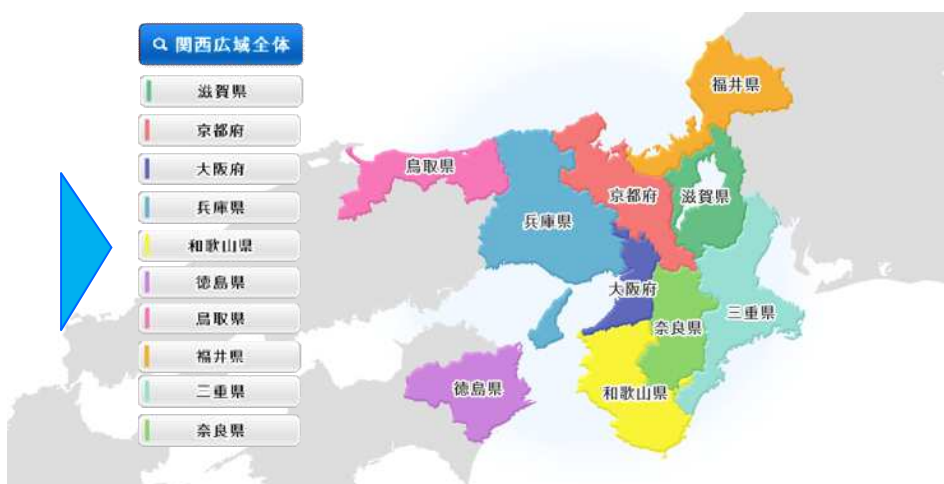 関西広域全体
滋賀県
京都府
大阪府
兵庫県
和歌山県
徳島県
鳥取県
福井県
三重県
奈良県
福井県
鳥取県
京都府
滋賀県
兵庫県
大阪府
三重県
奈良県
徳島県
和歌山県